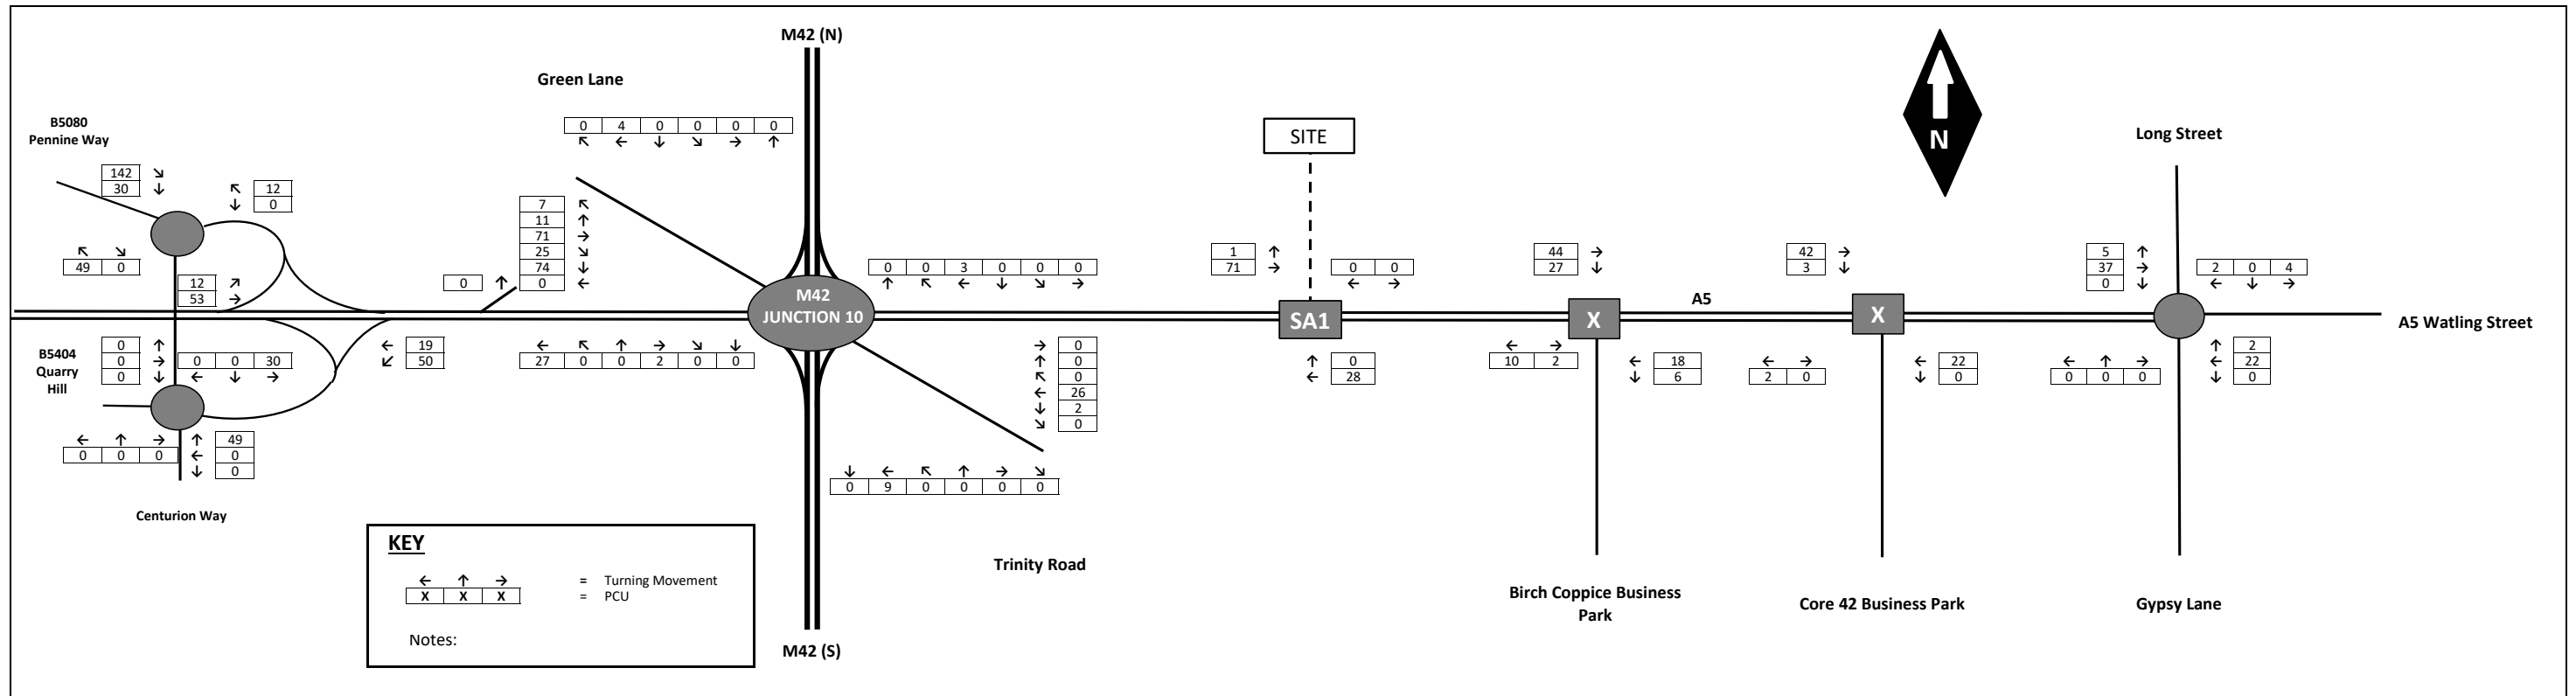 M42 (N)
Green Lane
B5080
Pennine Way
0 4 0 0 0 0
↖ ← ↓ ↘ → ↑
SITE
N
Long Street
142 ↘
30 ↓
↖ 12
↓ 0
7 ↖
11 ↑
71 →
25 ↘
74 ↓
0 ←
↖ ↘
49 0
12 ↗
53 →
0 ↑
0 0 3 0 0 0
↑ ↖ ← ↓ ↘ →
1 ↑
71 →
0 0
← →
44 →
27 ↓
42 →
3 ↓
5 ↑
37 →
0 ↓
2 0 4
← ↓ →
M42
JUNCTION 10
SA1
X
A5
X
A5 Watling Street
B5404
Quarry
Hill
0 ↑
0 →
0 ↓
0 0 30
← ↓ →
← 19
↙ 50
← ↖ ↑ → ↘ ↓
27 0 0 2 0 0
→ 0
↑ 0
↖ 0
← 26
↓ 2
↘ 0
↑ 0
← 28
← →
10 2
← 18
↓ 6
← →
2 0
← 22
↓ 0
← ↑ →
0 0 0
↑ 2
← 22
↓ 0
← ↑ →
0 0 0
↑ 49
← 0
↓ 0
↓ ← ↖ ↑ → ↘
0 9 0 0 0 0
Centurion Way
KEY
← ↑ → = Turning Movement
X X X = PCU
Notes:
Trinity Road
M42 (S)
Birch Coppice Business
Park
Core 42 Business Park
Gypsy Lane